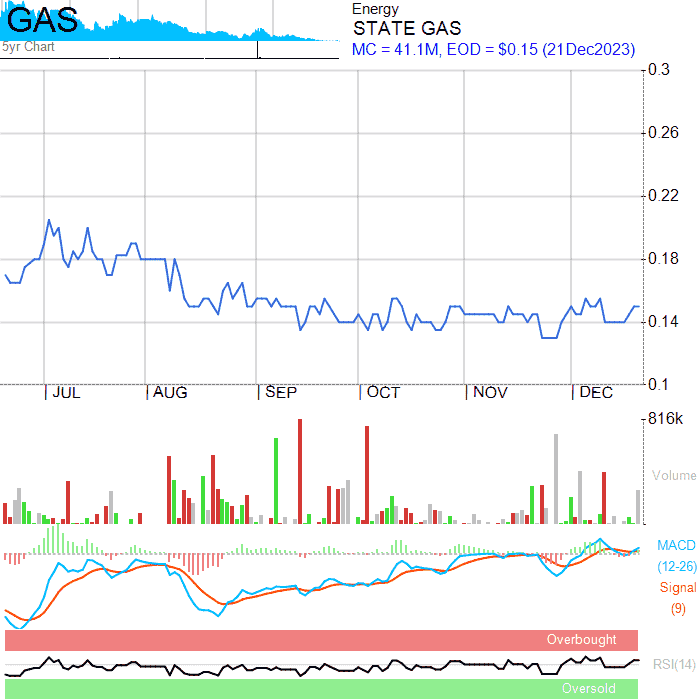 GAS
5yr Chart
Energy
STATE GAS
MC = 41.1M, EOD = $0.15 (21Dec2023)
0.3
0.26
0.22
0.18
0.14
0.1
JUL AUG SEP OCT NOV DEC
816k
Volume
MACD
(12-26)
Signal
(9)
Overbought
RSI(14)
Oversold